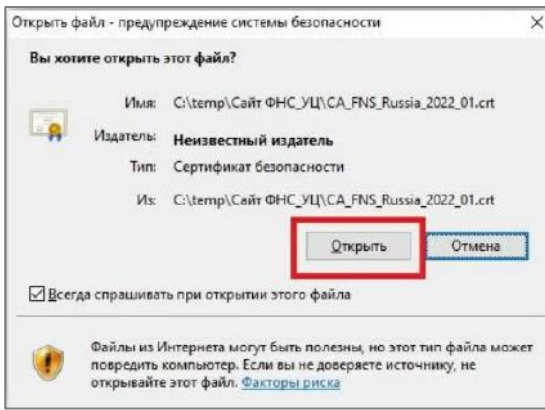 Открыть файл - предупреждение системы безопасности
Вы хотите открыть этот файл?
Имя: C:\temp\Сайт ФНС_УЦ\CA_FNS_Russia_2022_01.crt
Издатель: Неизвестный издатель
Тип: Сертификат безопасности
Из: C:\temp\Сайт ФНС_УЦ\CA_FNS_Russia_2022_01.crt
Открыть Отмена
Всегда спрашивать при открытии этого файла
Файлы из Интернета могут быть полезны, но этот тип файла может
повредить компьютер. Если вы не доверяете источнику, не
открывайте этот файл. Факторы риска